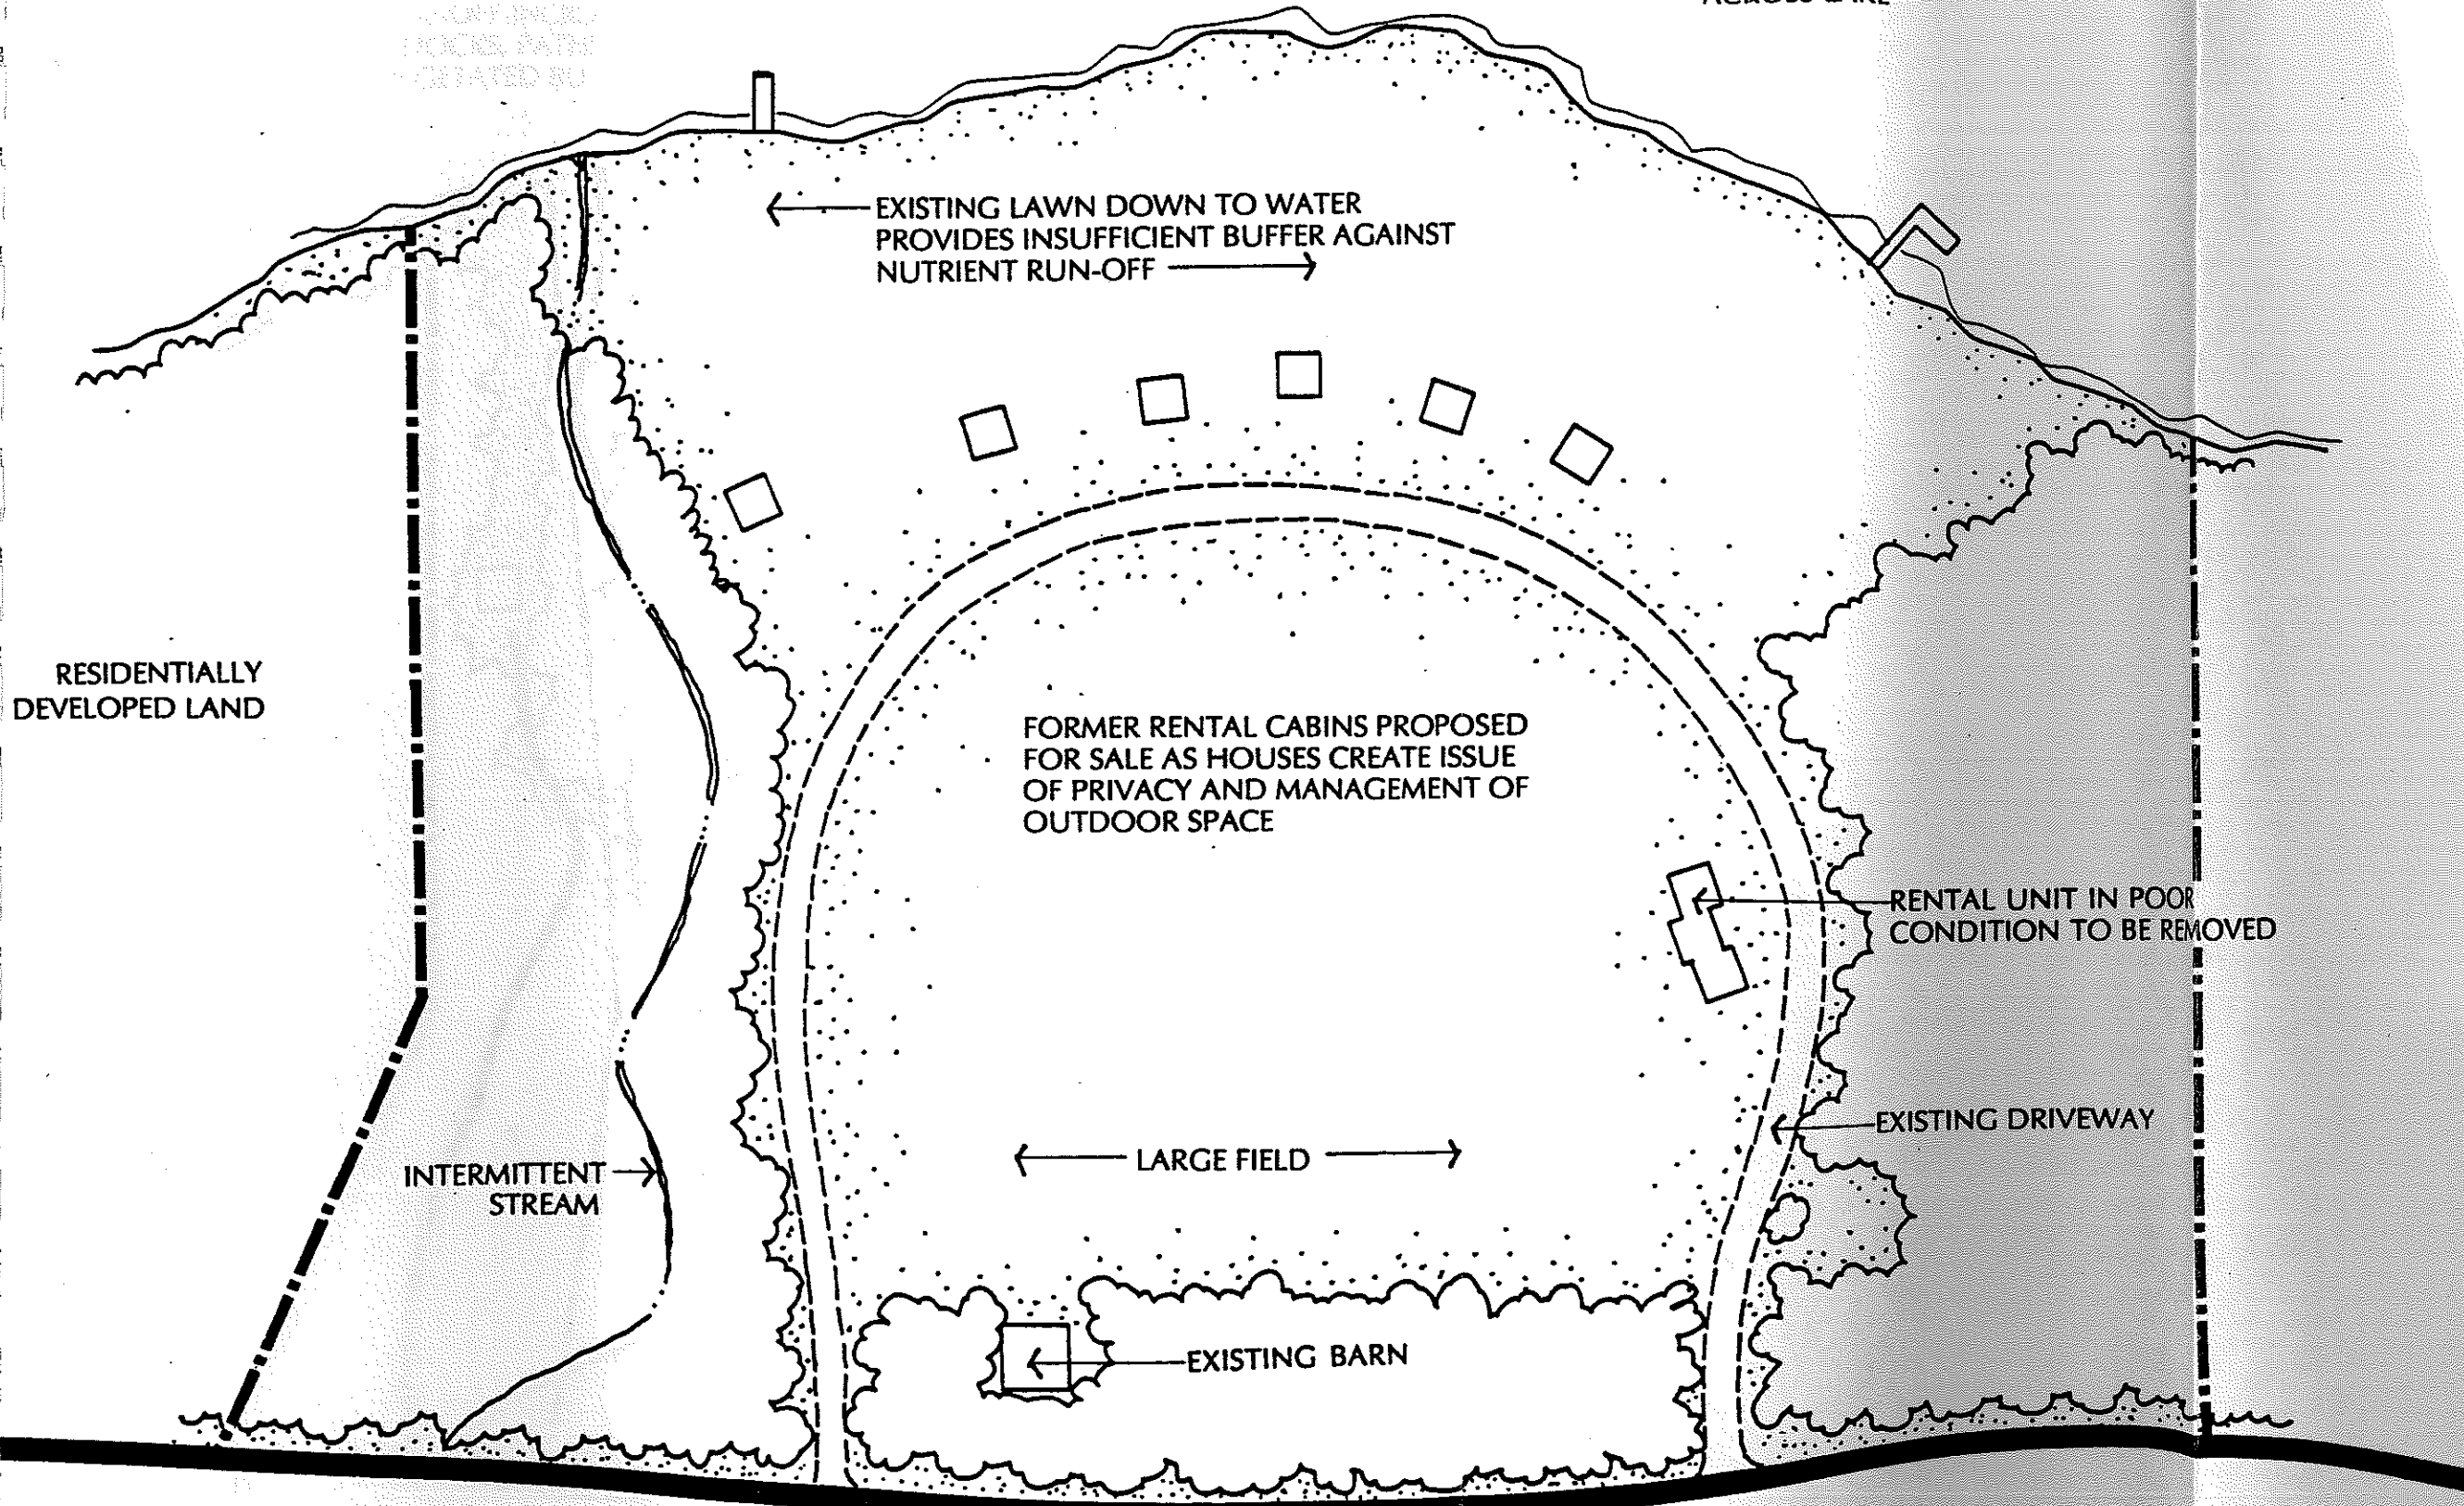 EXISTING LAWN DOWN TO WATER
PROVIDES INSUFFICIENT BUFFER AGAINST
NUTRIENT RUN-OFF
RESIDENTIALLY
DEVELOPED LAND
FORMER RENTAL CABINS PROPOSED
FOR SALE AS HOUSES CREATE ISSUE
OF PRIVACY AND MANAGEMENT OF
OUTDOOR SPACE
RENTAL UNIT IN POOR
CONDITION TO BE REMOVED
EXISTING DRIVEWAY
LARGE FIELD
INTERMITTENT
STREAM
EXISTING BARN